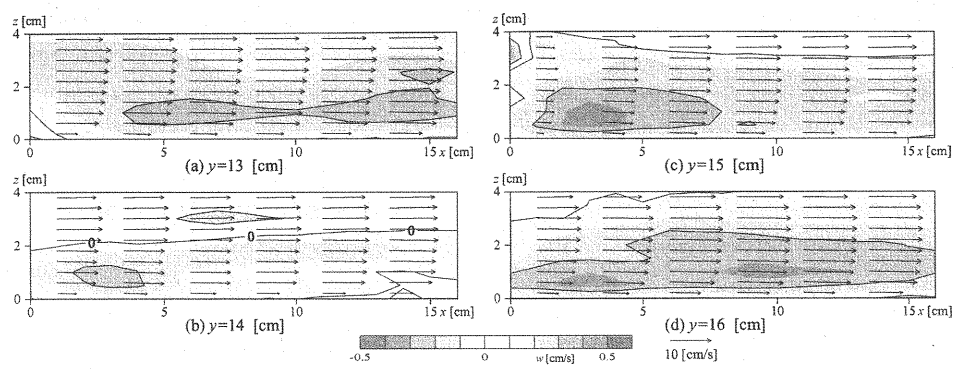 z [cm]
4
2
0
0 5 10 15 x [cm]
(a) y=13 [cm]
z [cm]
4
2
0
0 0 0
0 5 10 15 x [cm]
(b) y=14 [cm]
z [cm]
4
2
0
0 5 10 15 x [cm]
(c) y=15 [cm]
z [cm]
4
2
0
0 5 10 15 x [cm]
(d) y=16 [cm]
-0.5 0 w [cm/s] 0.5
10 [cm/s]